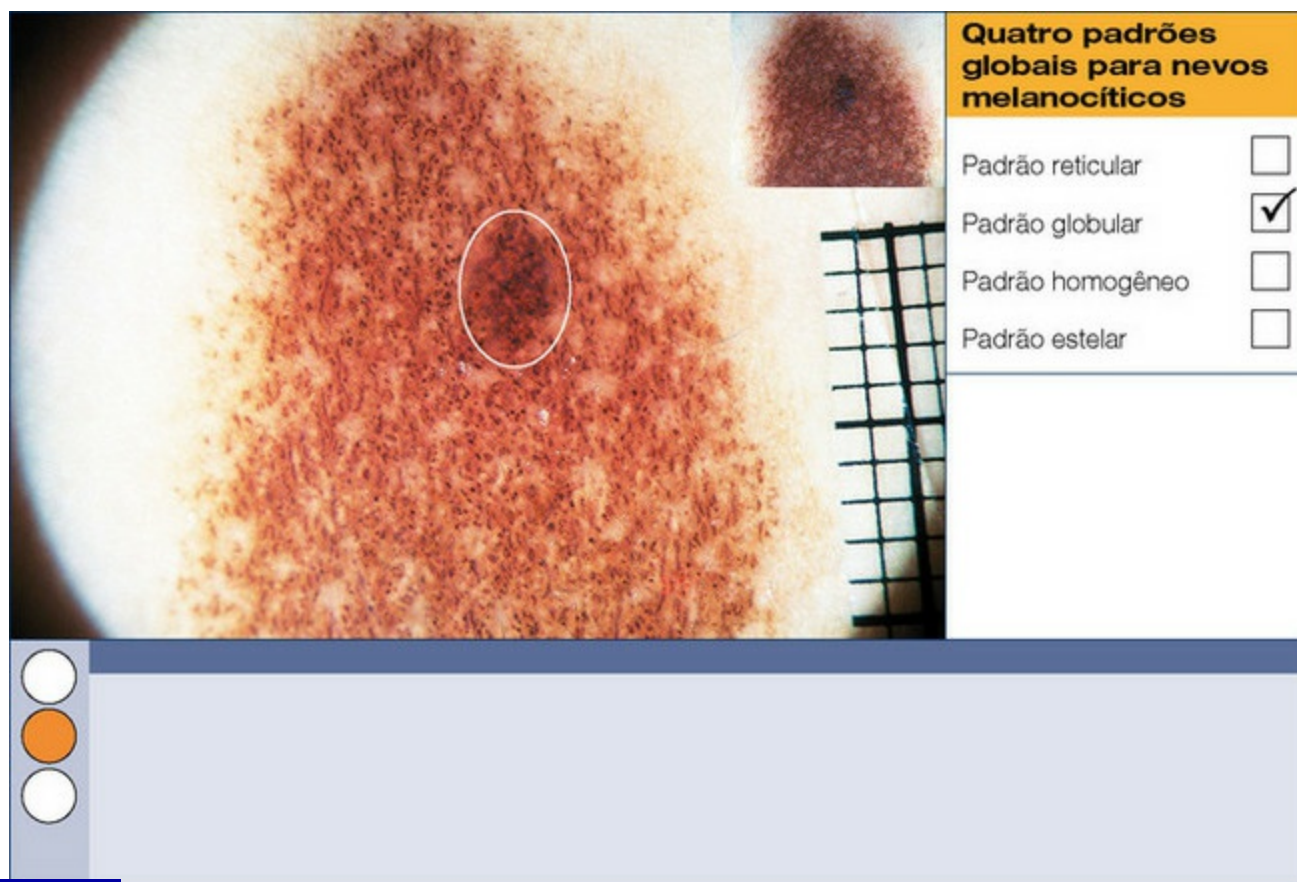 Quatro padrões
globais para nevos
melanocíticos
Padrão reticular
Padrão globular
Padrão homogêneo
Padrão estelar